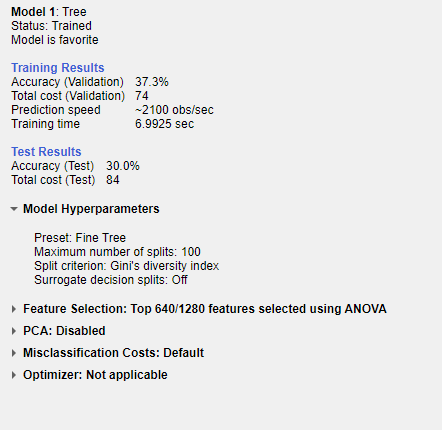 Model 1: Tree
Status: Trained
Model is favorite
Training Results
Accuracy (Validation) 37.3%
Total cost (Validation) 74
Prediction speed ~2100 obs/sec
Training time 6.9925 sec
Test Results
Accuracy (Test) 30.0%
Total cost (Test) 84
Model Hyperparameters
Preset: Fine Tree
Maximum number of splits: 100
Split criterion: Gini's diversity index
Surrogate decision splits: Off
Feature Selection: Top 640/1280 features selected using ANOVA
PCA: Disabled
Misclassification Costs: Default
Optimizer: Not applicable